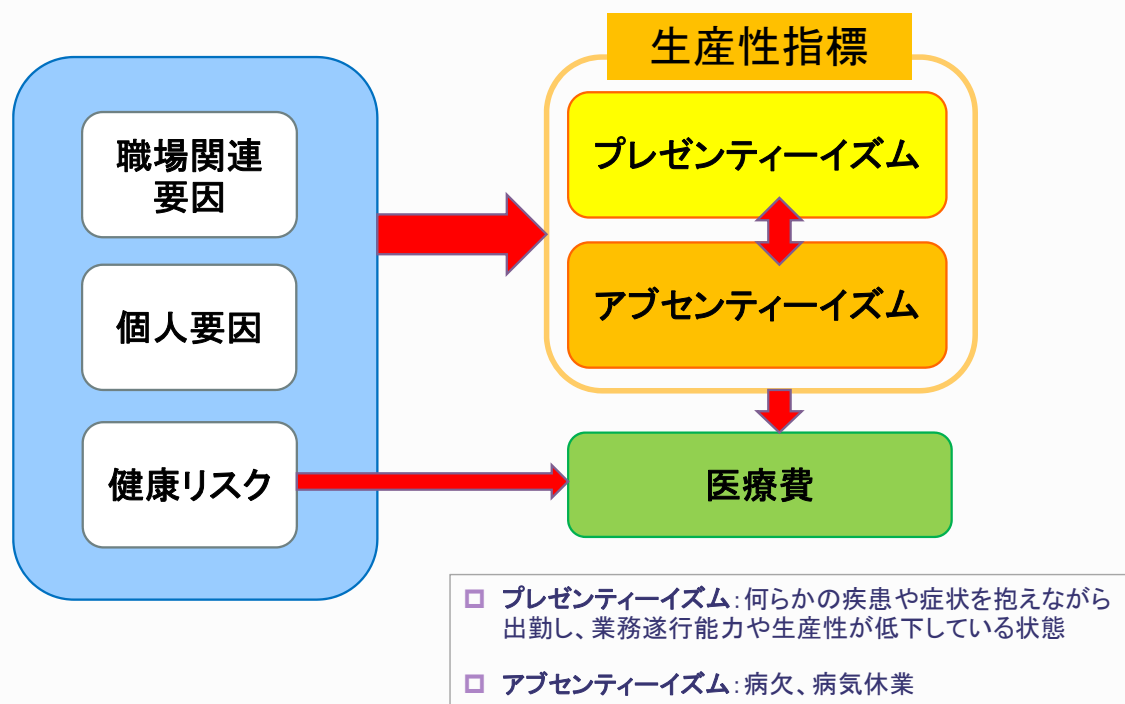 生産性指標
職場関連
要因
個人要因
健康リスク
プレゼンティーイズム
アブセンティーイズム
医療費
プレゼンティーイズム:何らかの疾患や症状を抱えながら
出勤し、業務遂行能力や生産性が低下している状態
アブセンティーイズム:病欠、病気休業